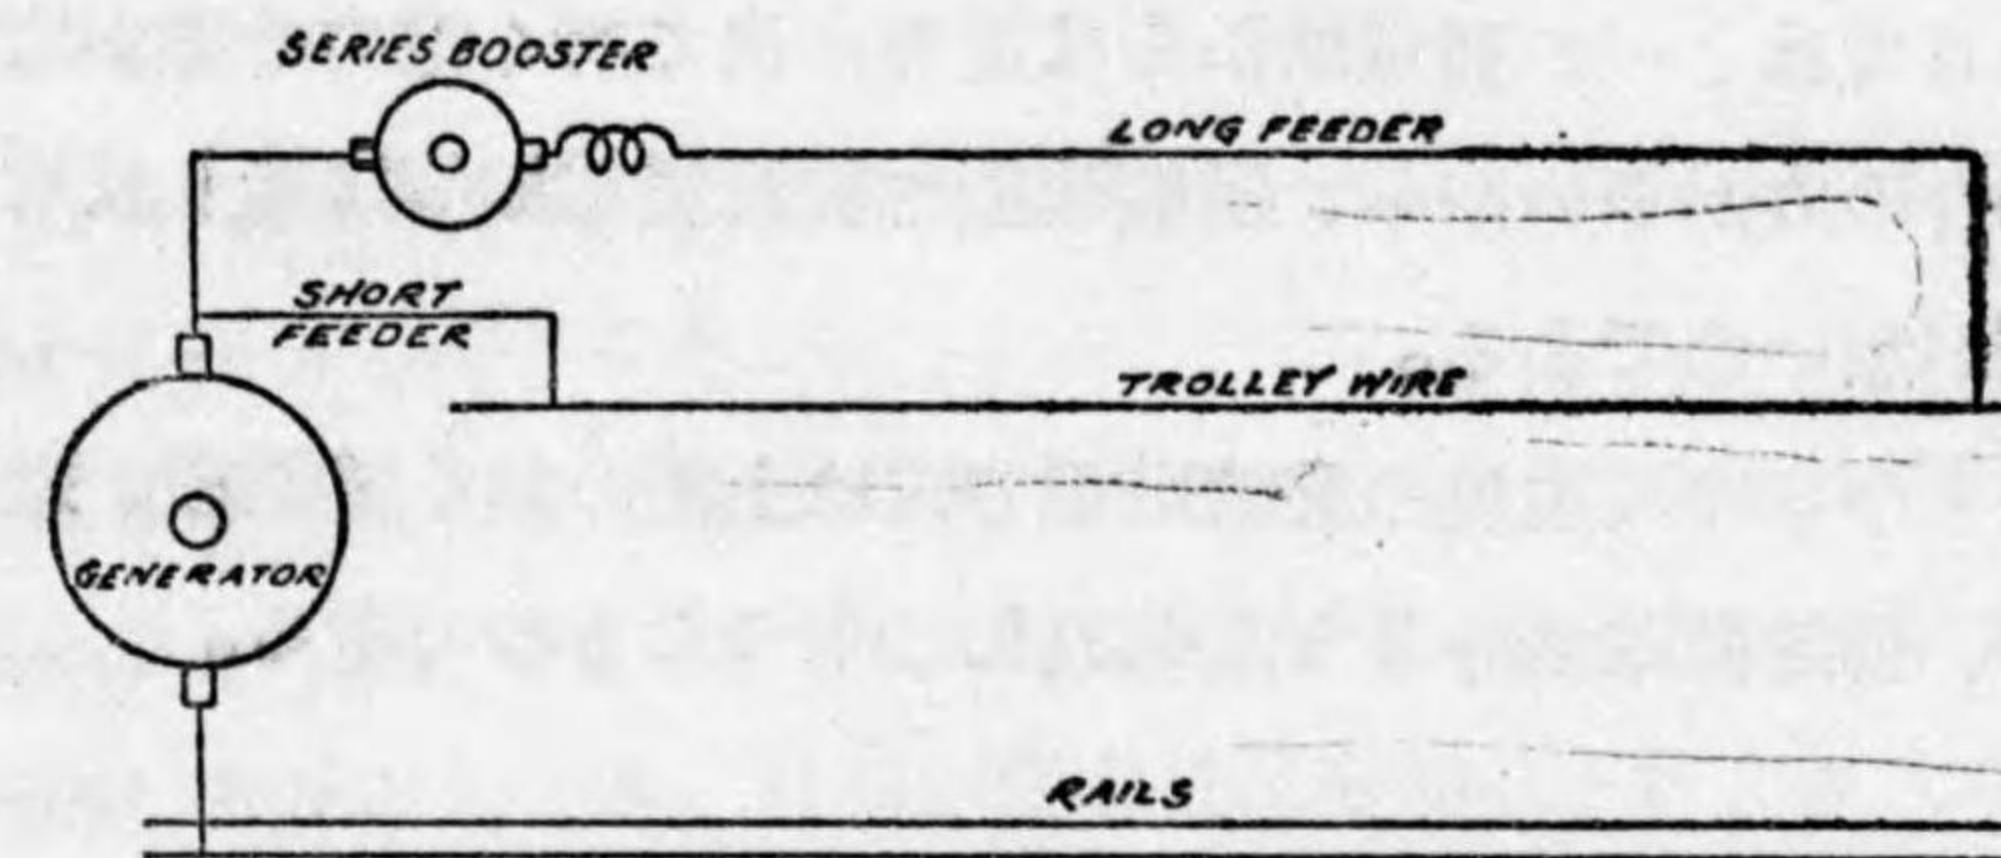 SERIES BOOSTER
LONG FEEDER
SHORT
FEEDER
TROLLEY WIRE
GENERATOR
RAILS